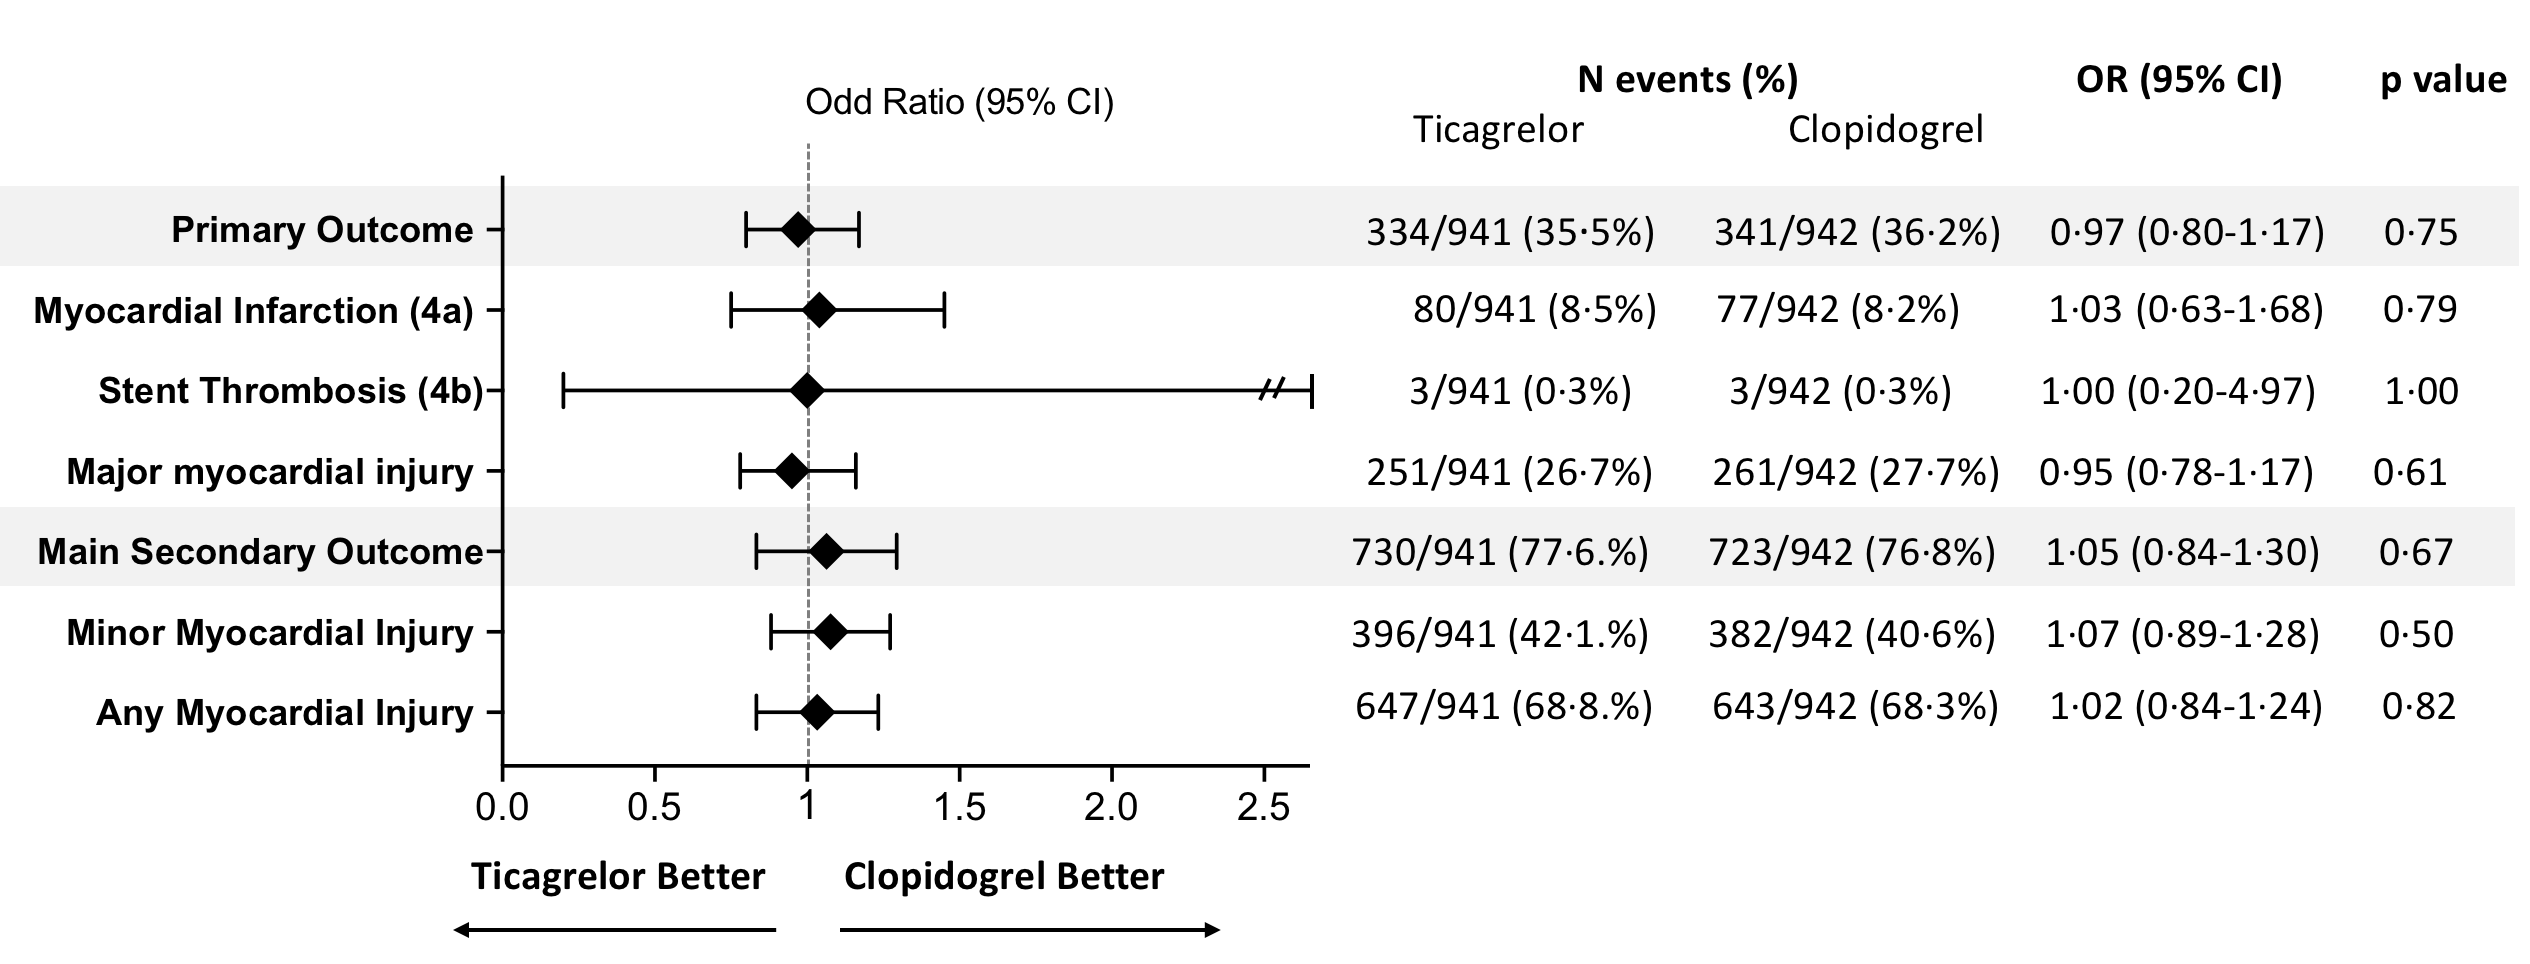 N events (%) OR (95% CI) p value
Odd Ratio (95% CI)
Ticagrelor Clopidogrel
Primary Outcome 334/941 (35·5%) 341/942 (36·2%) 0·97 (0·80-1·17) 0·75
Myocardial Infarction (4a) 80/941 (8·5%) 77/942 (8·2%) 1·03 (0·63-1·68) 0·79
Stent Thrombosis (4b) 3/941 (0·3%) 3/942 (0·3%) 1·00 (0·20-4·97) 1·00
Major myocardial injury 251/941 (26·7%) 261/942 (27·7%) 0·95 (0·78-1·17) 0·61
Main Secondary Outcome 730/941 (77·6.%) 723/942 (76·8%) 1·05 (0·84-1·30) 0·67
Minor Myocardial Injury 396/941 (42·1.%) 382/942 (40·6%) 1·07 (0·89-1·28) 0·50
Any Myocardial Injury 647/941 (68·8.%) 643/942 (68·3%) 1·02 (0·84-1·24) 0·82
0.0 0.5 1 1.5 2.0 2.5
Ticagrelor Better Clopidogrel Better